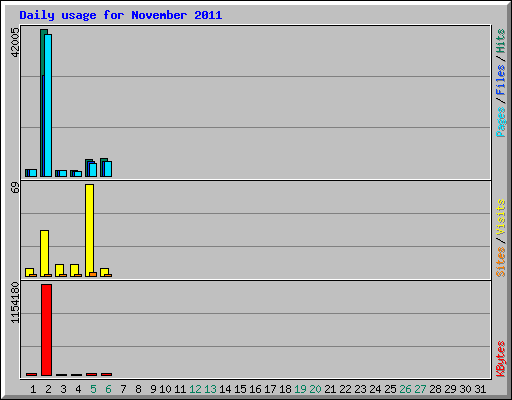 Daily usage for November 2011
42005
Pages / Files / Hits
69
Sites / Visits
1154180
KBytes
1 2 3 4 5 6 7 8 9 10 11 12 13 14 15 16 17 18 19 20 21 22 23 24 25 26 27 28 29 30 31